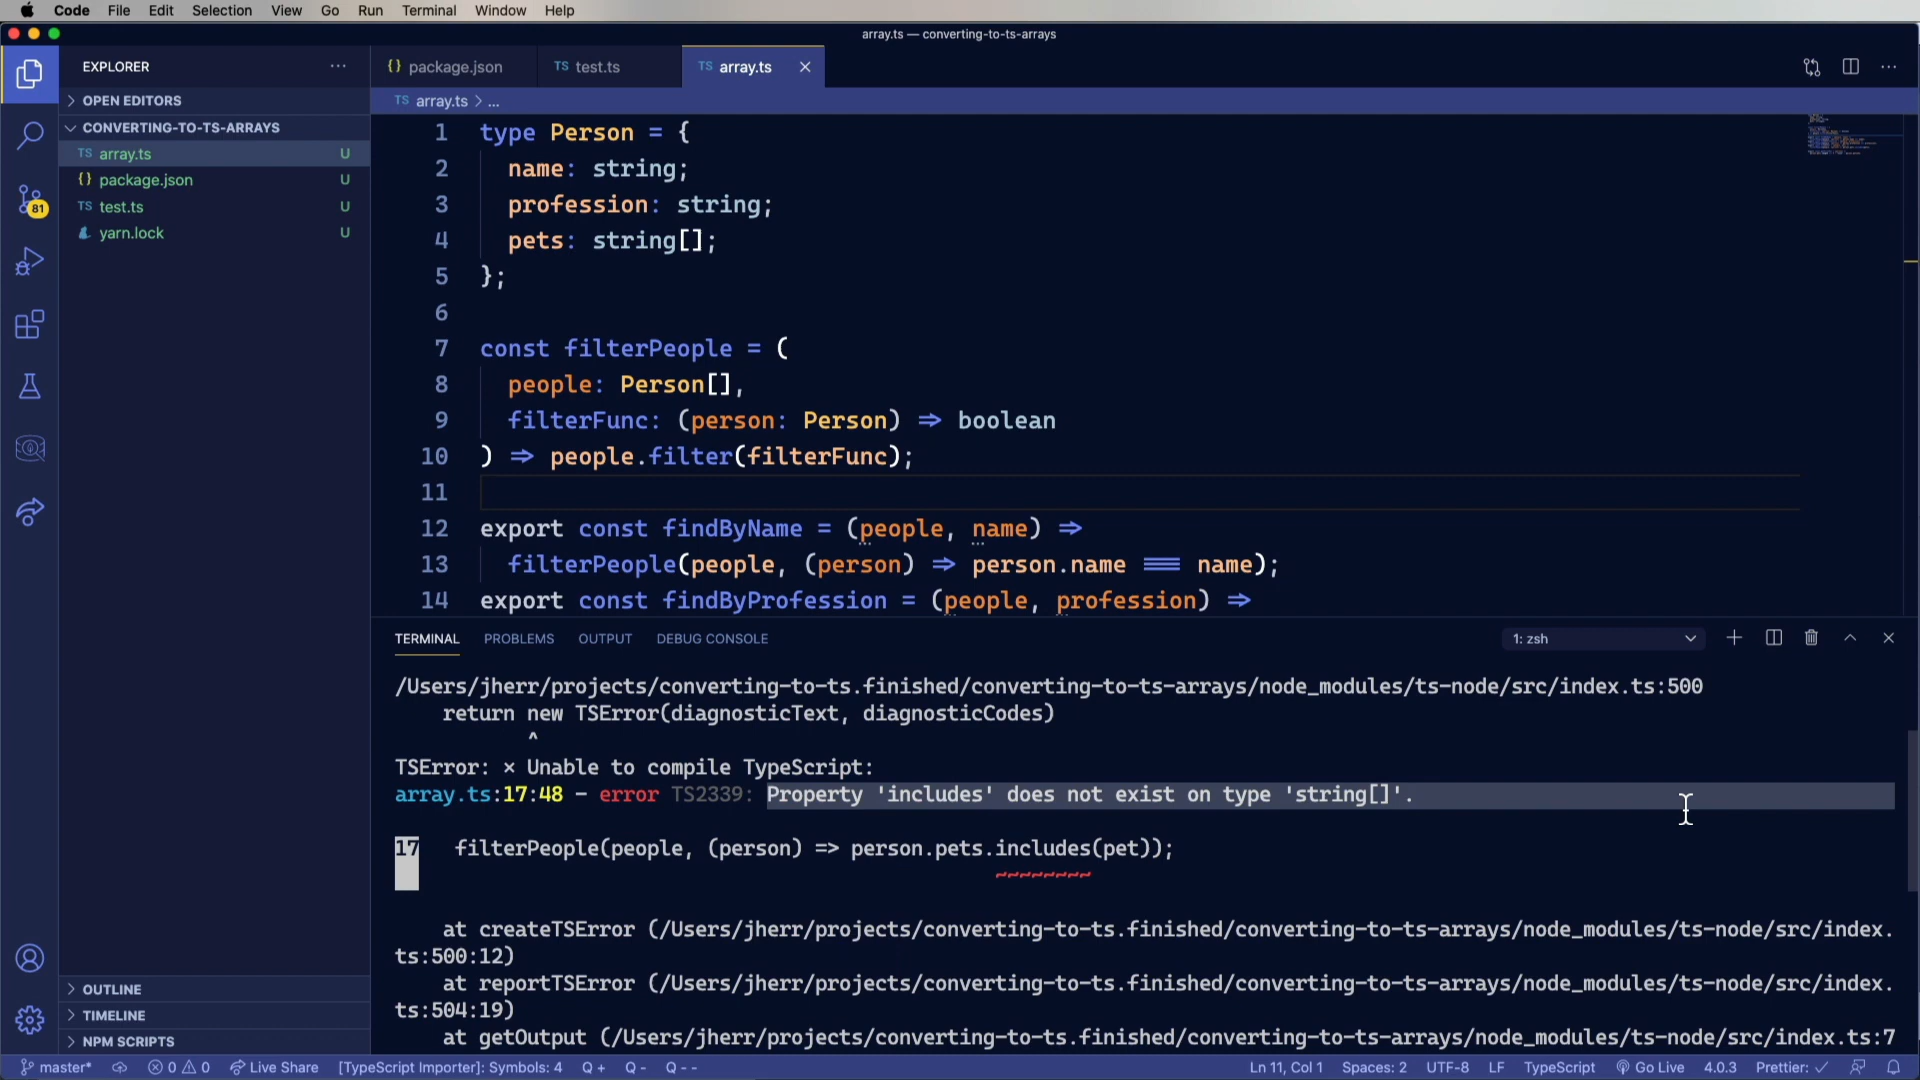 Code File Edit Selection View Go Run Terminal Window Help
array.ts — converting-to-ts-arrays
EXPLORER
{} package.json
TS test.ts
TS array.ts
OPEN EDITORS
TS array.ts > ...
CONVERTING-TO-TS-ARRAYS
TS array.ts U
{} package.json U
TS test.ts U
yarn.lock U
81
1 type Person = {
2 name: string;
3 profession: string;
4 pets: string[];
5 };
6
7 const filterPeople = (
8 people: Person[],
9 filterFunc: (person: Person) => boolean
10 ) => people.filter(filterFunc);
11
12 export const findByName = (people, name) =>
13 filterPeople(people, (person) => person.name === name);
14 export const findByProfession = (people, profession) =>
TERMINAL PROBLEMS OUTPUT DEBUG CONSOLE
1: zsh
/Users/jherr/projects/converting-to-ts.finished/converting-to-ts-arrays/node_modules/ts-node/src/index.ts:500
return new TSError(diagnosticText, diagnosticCodes)
^
TSError: ⨯ Unable to compile TypeScript:
array.ts:17:48 - error TS2339: Property 'includes' does not exist on type 'string[]'.
17 filterPeople(people, (person) => person.pets.includes(pet));
~~~~~~~~
at createTSError (/Users/jherr/projects/converting-to-ts.finished/converting-to-ts-arrays/node_modules/ts-node/src/index.
ts:500:12)
at reportTSError (/Users/jherr/projects/converting-to-ts.finished/converting-to-ts-arrays/node_modules/ts-node/src/index.
ts:504:19)
at getOutput (/Users/jherr/projects/converting-to-ts.finished/converting-to-ts-arrays/node_modules/ts-node/src/index.ts:7
OUTLINE
TIMELINE
NPM SCRIPTS
master* 0 0 Live Share [TypeScript Importer]: Symbols: 4 Q + Q - Q - - Ln 11, Col 1 Spaces: 2 UTF-8 LF TypeScript Go Live 4.0.3 Prettier: ✓